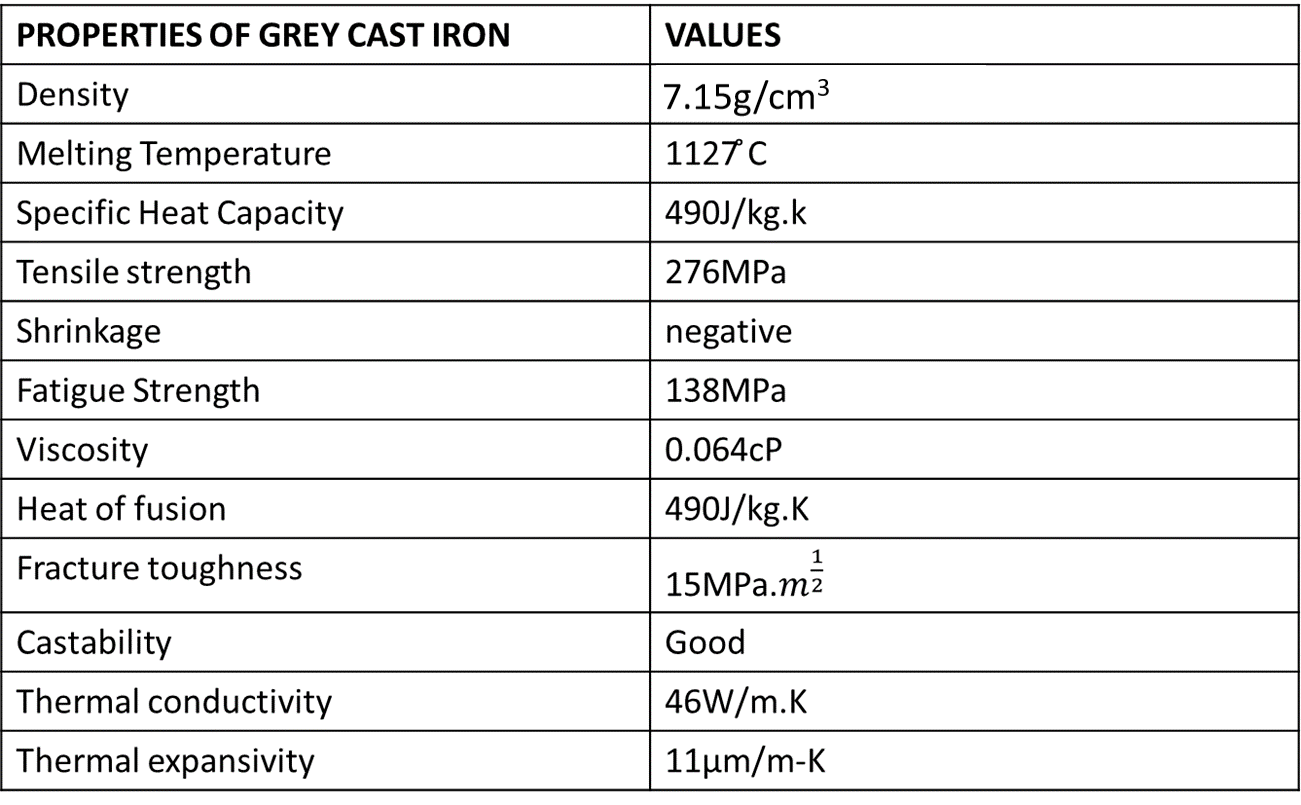 PROPERTIES OF GREY CAST IRON VALUES
Density 7.15g/cm³
Melting Temperature 1127°C
Specific Heat Capacity 490J/kg.k
Tensile strength 276MPa
Shrinkage negative
Fatigue Strength 138MPa
Viscosity 0.064cP
Heat of fusion 490J/kg.K
Fracture toughness 15MPa.𝑚^(1/2)
Castability Good
Thermal conductivity 46W/m.K
Thermal expansivity 11µm/m-K